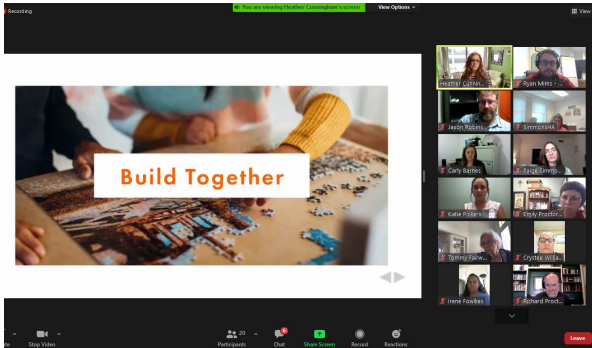 Recording
You are viewing Heather Cunningham's screen
View Options
View
Build Together
Heather Cunnin...
Ryan Mims - ...
Jason Robins...
SimmonsHA
Carly Barnes
Paige Simmo...
Katie Pickers...
Emily Proctor...
Tommy Fairw...
Crystee Willia...
Irene Fowlkes
Richard Proct...
Stop Video
20
Participants
Chat
Share Screen
Record
Reactions
Leave